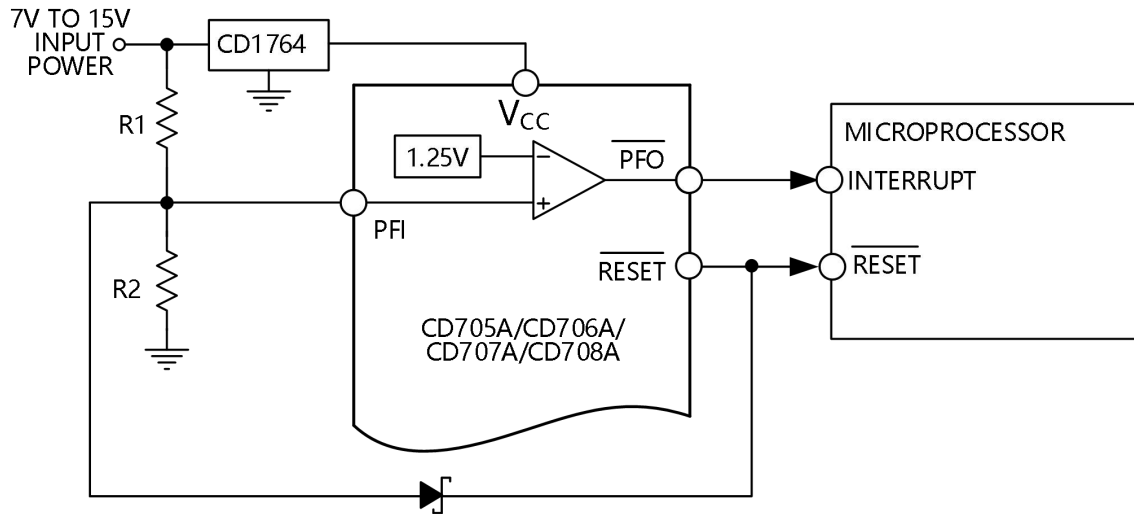 7V TO 15V
INPUT
POWER
CD1764
R1
VCC
1.25V
PFO
MICROPROCESSOR
INTERRUPT
PFI
RESET
RESET
R2
CD705A/CD706A/
CD707A/CD708A